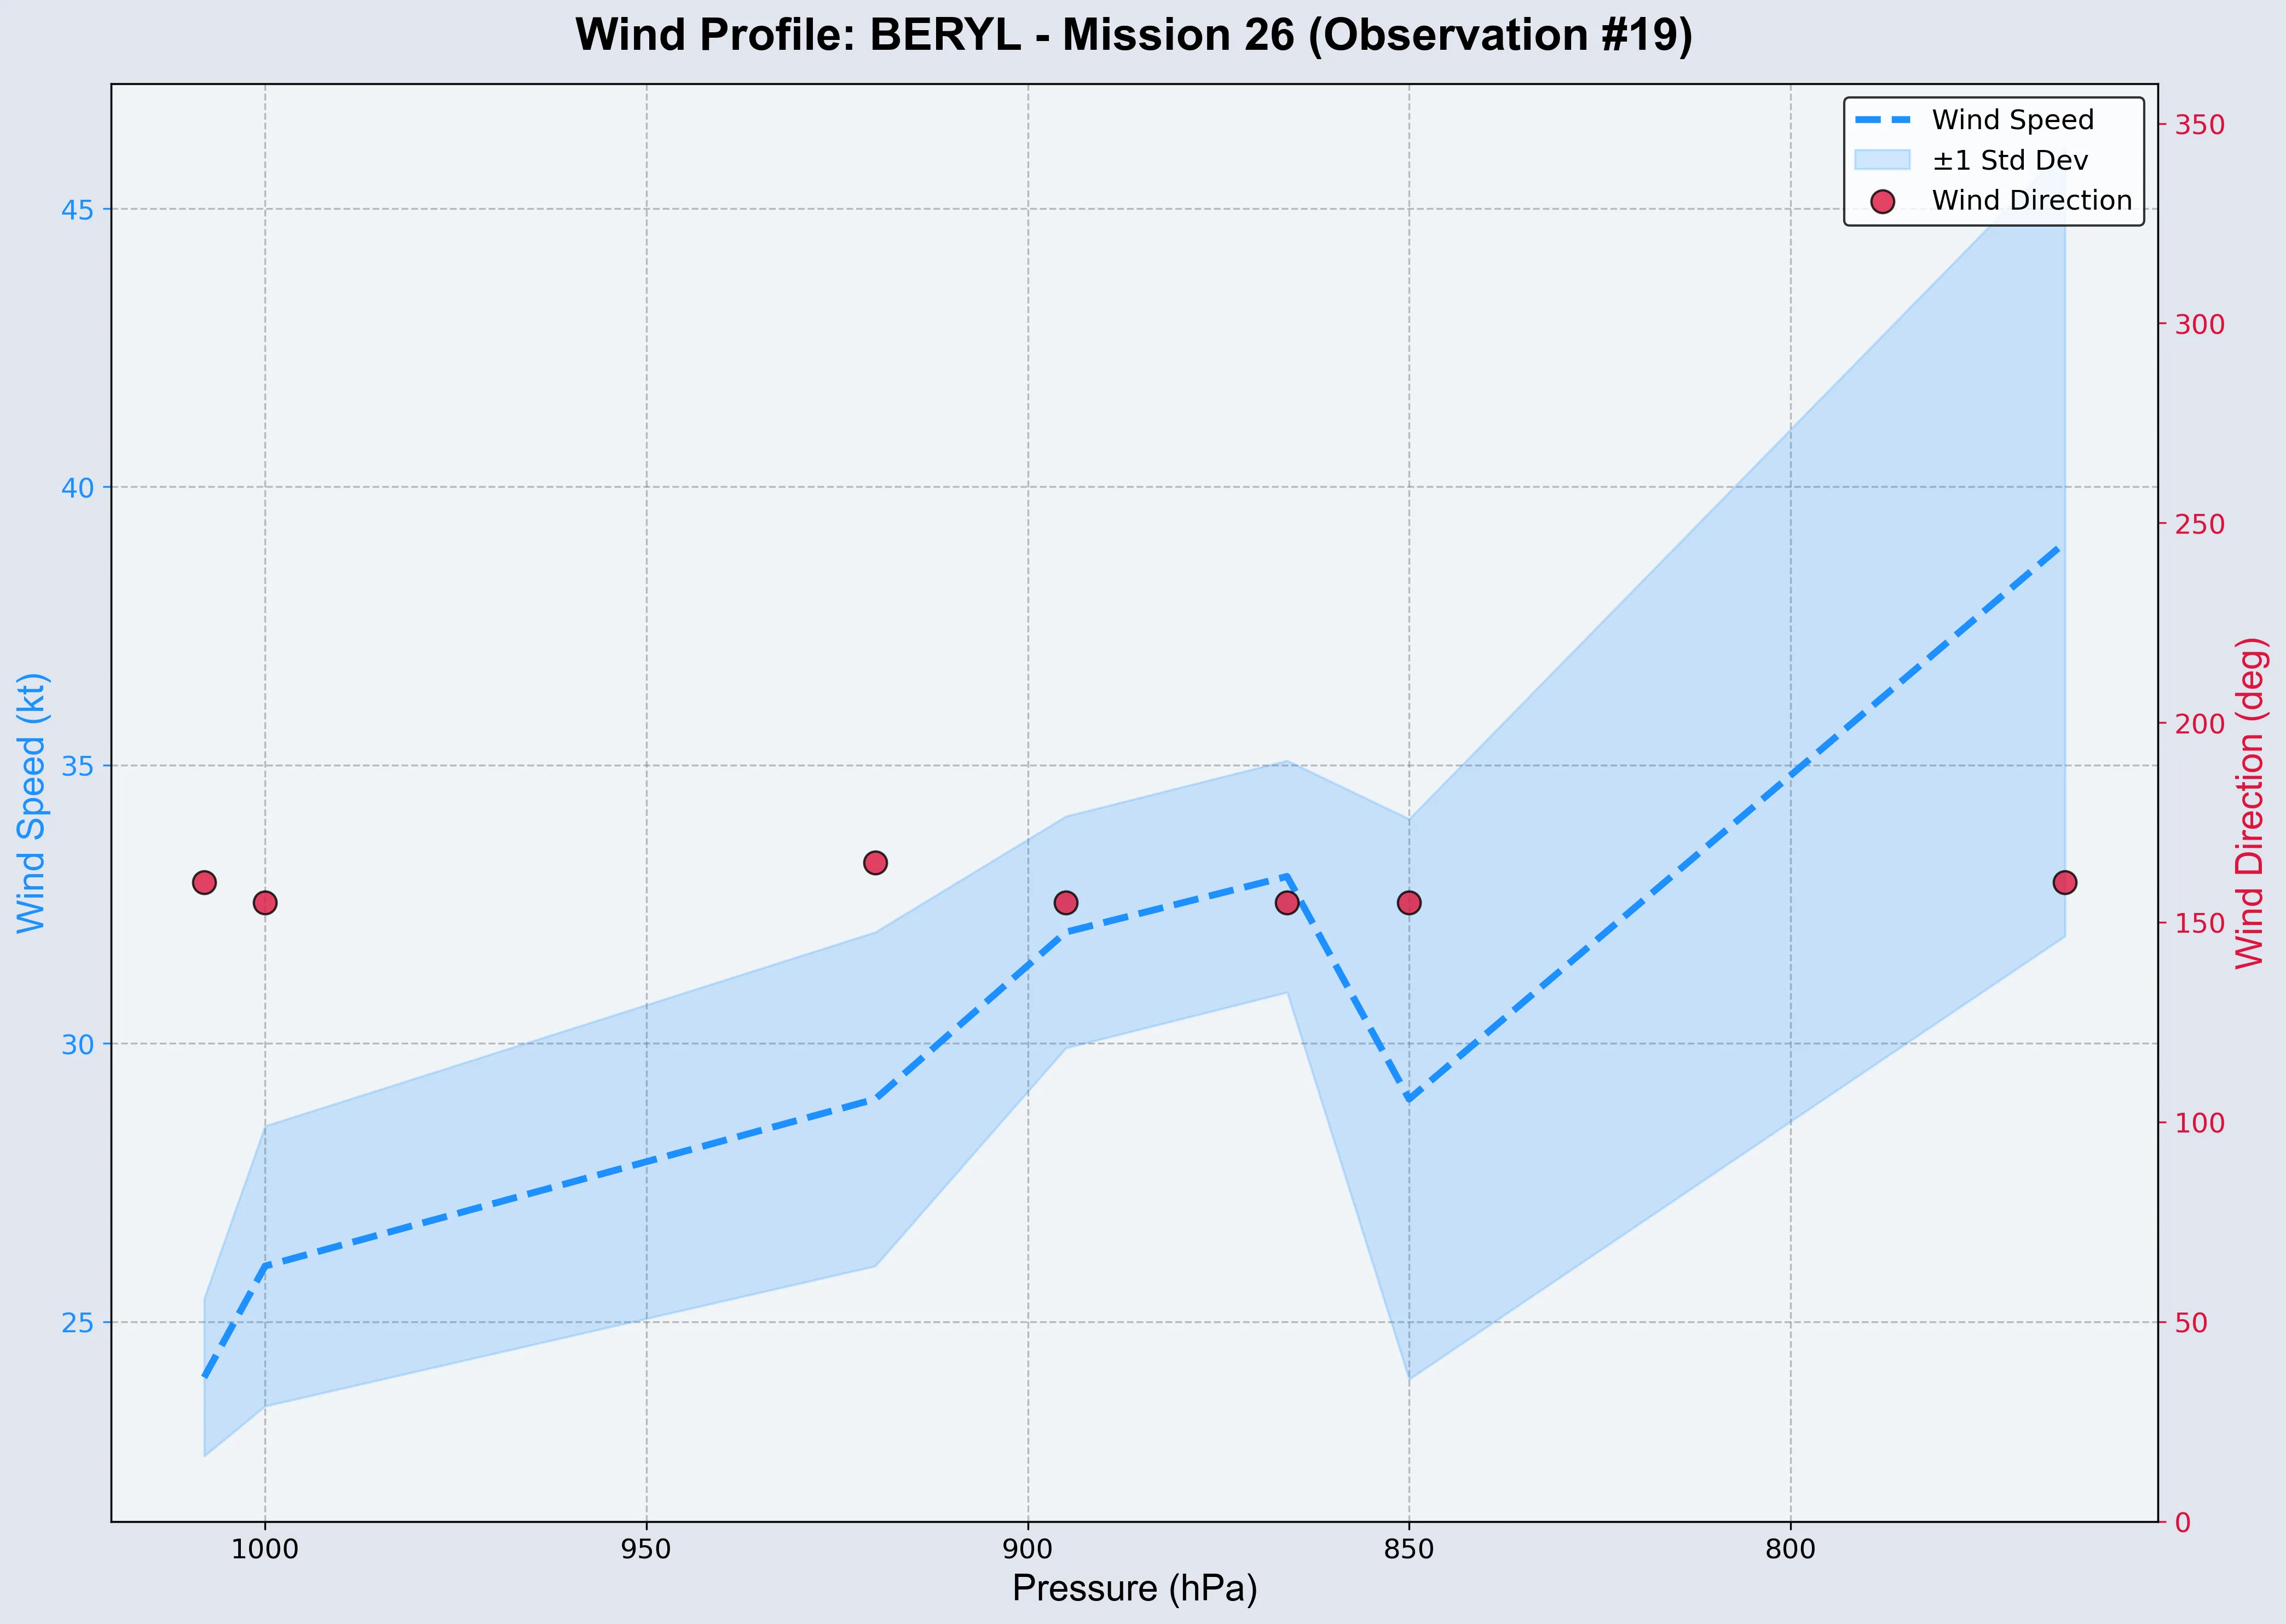 Wind Profile: BERYL - Mission 26 (Observation #19)
Wind Speed
±1 Std Dev
Wind Direction
45
40
35
30
25
Wind Speed (kt)
350
300
250
200
150
100
50
0
Wind Direction (deg)
1000
950
900
850
800
Pressure (hPa)